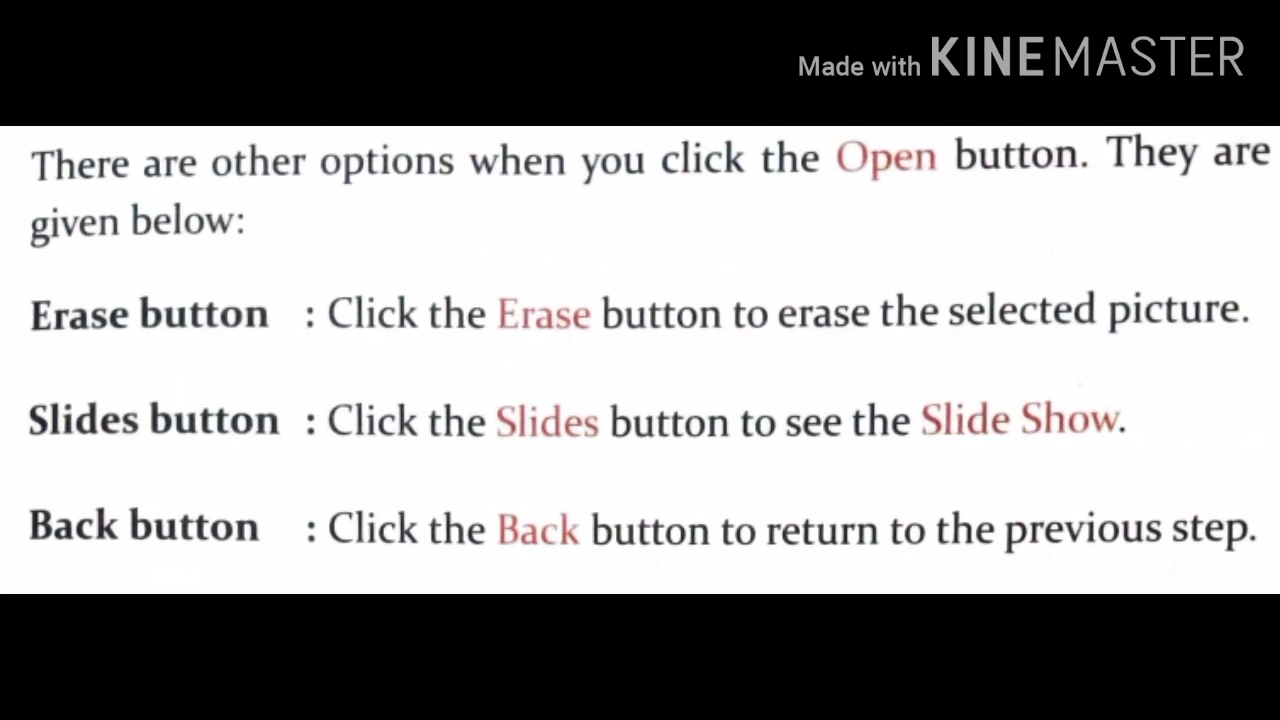 Made with KINEMASTER
There are other options when you click the Open button. They are
given below:
Erase button : Click the Erase button to erase the selected picture.
Slides button : Click the Slides button to see the Slide Show.
Back button : Click the Back button to return to the previous step.